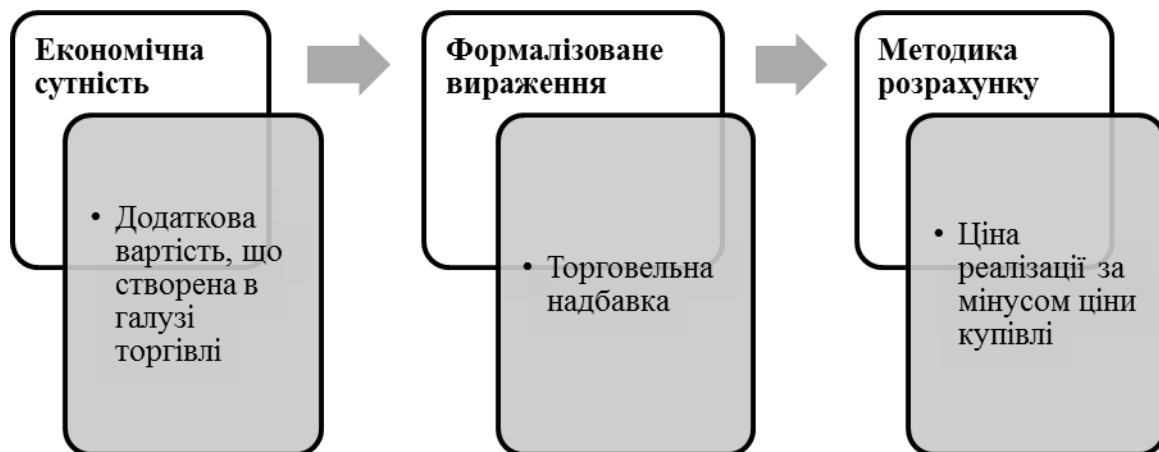 Економічна
сутність
• Додаткова
вартість, що
створена в
галузі
торгівлі
Формалізоване
вираження
• Торговельна
надбавка
Методика
розрахунку
• Ціна
реалізації за
мінусом ціни
купівлі